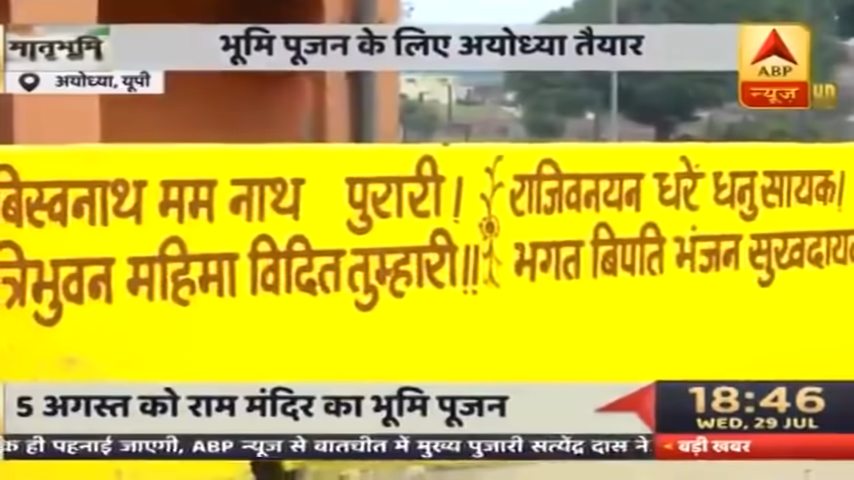 मातृभूमि
भूमि पूजन के लिए अयोध्या तैयार
अयोध्या, यूपी
ABP
न्यूज़
HD
बिस्वनाथ मम नाथ पुरारी।
त्रिभुवन महिमा विदित तुम्हारी॥
राजिवनयन धरें धनु सायक।
भगत बिपति भंजन सुखदाय
5 अगस्त को राम मंदिर का भूमि पूजन
18:46
WED, 29 JUL
क ही पहनाई जाएगी, ABP न्यूज़ से बातचीत में मुख्य पुजारी सत्येंद्र दास ने
बड़ी खबर